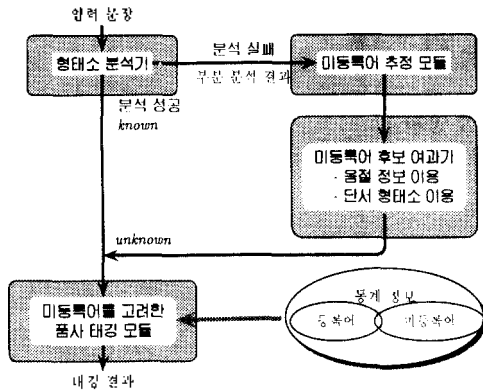 입력 문장
형태소 분석기
분석 실패
부분 분석 결과
미등록어 추정 모듈
분석 성공
known
미등록어 후보 여과기
- 음절 정보 이용
- 단서 형태소 이용
unknown
미등록어를 고려한
품사 태깅 모듈
통계 정보
등록어
미등록어
태깅 결과